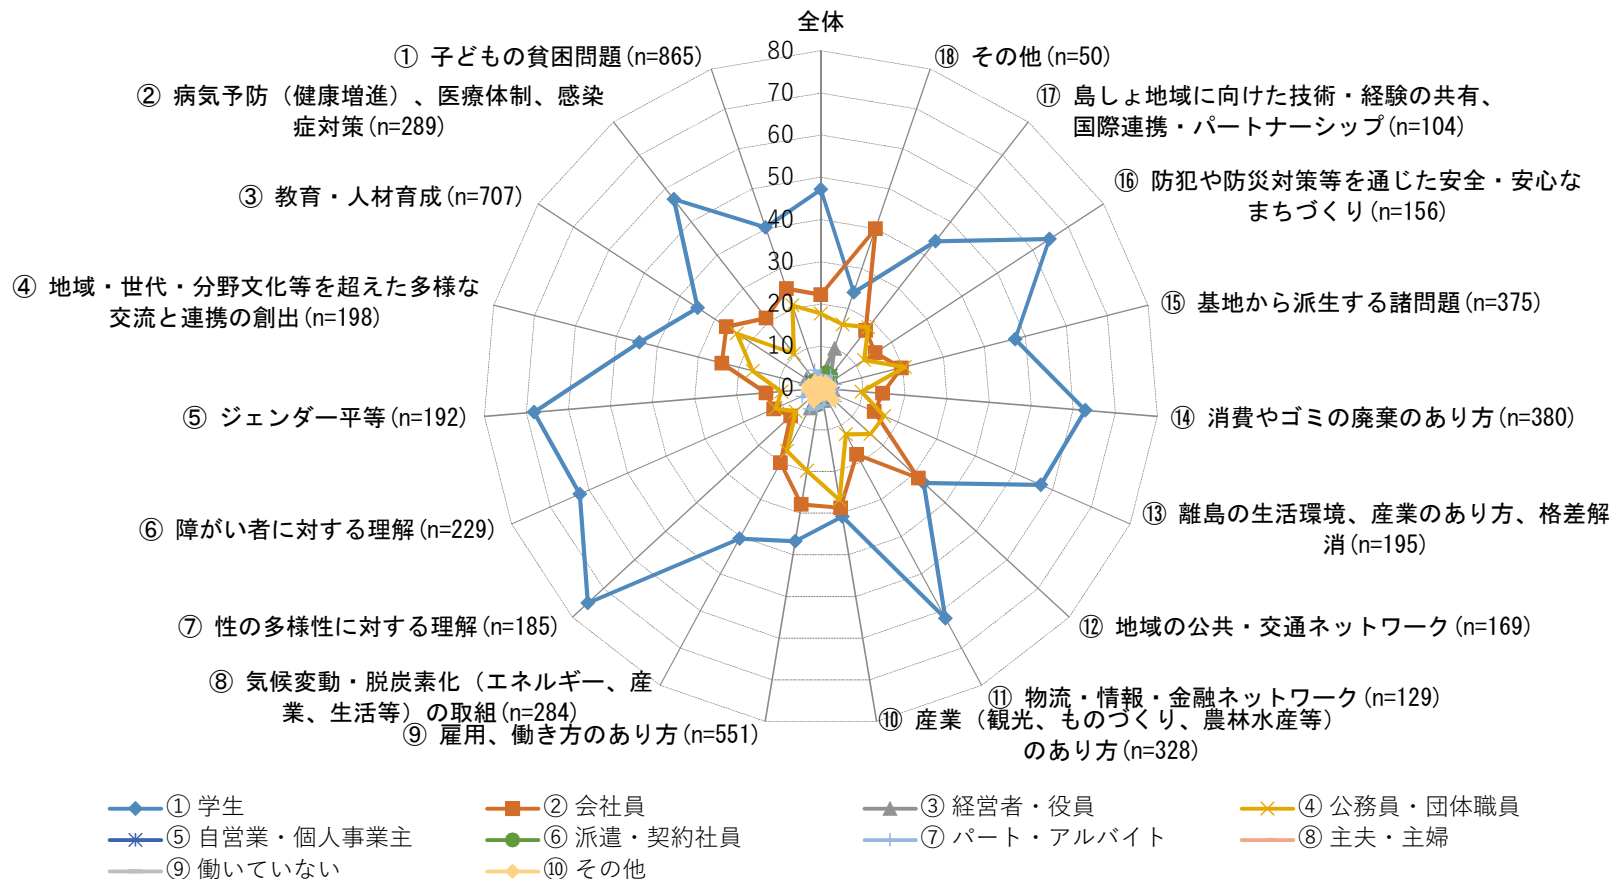 全体
① 子どもの貧困問題(n=865)
② 病気予防（健康増進）、医療体制、感染
症対策(n=289)
③ 教育・人材育成(n=707)
④ 地域・世代・分野文化等を超えた多様な
交流と連携の創出(n=198)
⑤ ジェンダー平等(n=192)
⑥ 障がい者に対する理解(n=229)
⑦ 性の多様性に対する理解(n=185)
⑧ 気候変動・脱炭素化（エネルギー、産
業、生活等）の取組(n=284)
⑨ 雇用、働き方のあり方(n=551)
⑩ 産業（観光、ものづくり、農林水産等）
のあり方(n=328)
⑪ 物流・情報・金融ネットワーク(n=129)
⑫ 地域の公共・交通ネットワーク(n=169)
⑬ 離島の生活環境、産業のあり方、格差解
消(n=195)
⑭ 消費やゴミの廃棄のあり方(n=380)
⑮ 基地から派生する諸問題(n=375)
⑯ 防犯や防災対策等を通じた安全・安心な
まちづくり(n=156)
⑰ 島しょ地域に向けた技術・経験の共有、
国際連携・パートナーシップ(n=104)
⑱ その他(n=50)
80
70
60
50
40
30
20
10
0
① 学生
② 会社員
③ 経営者・役員
④ 公務員・団体職員
⑤ 自営業・個人事業主
⑥ 派遣・契約社員
⑦ パート・アルバイト
⑧ 主夫・主婦
⑨ 働いていない
⑩ その他